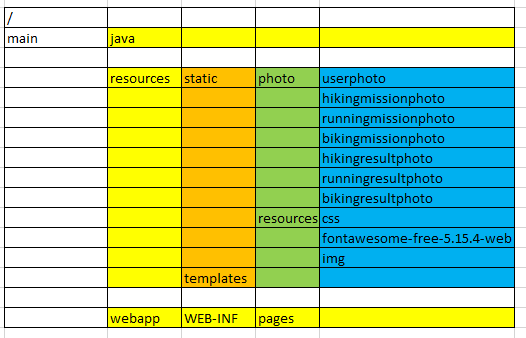 /
main java
resources static photo userphoto
hikingmissionphoto
runningmissionphoto
bikingmissionphoto
hikingresultphoto
runningresultphoto
bikingresultphoto
resources css
fontawesome-free-5.15.4-web
img
templates
webapp WEB-INF pages